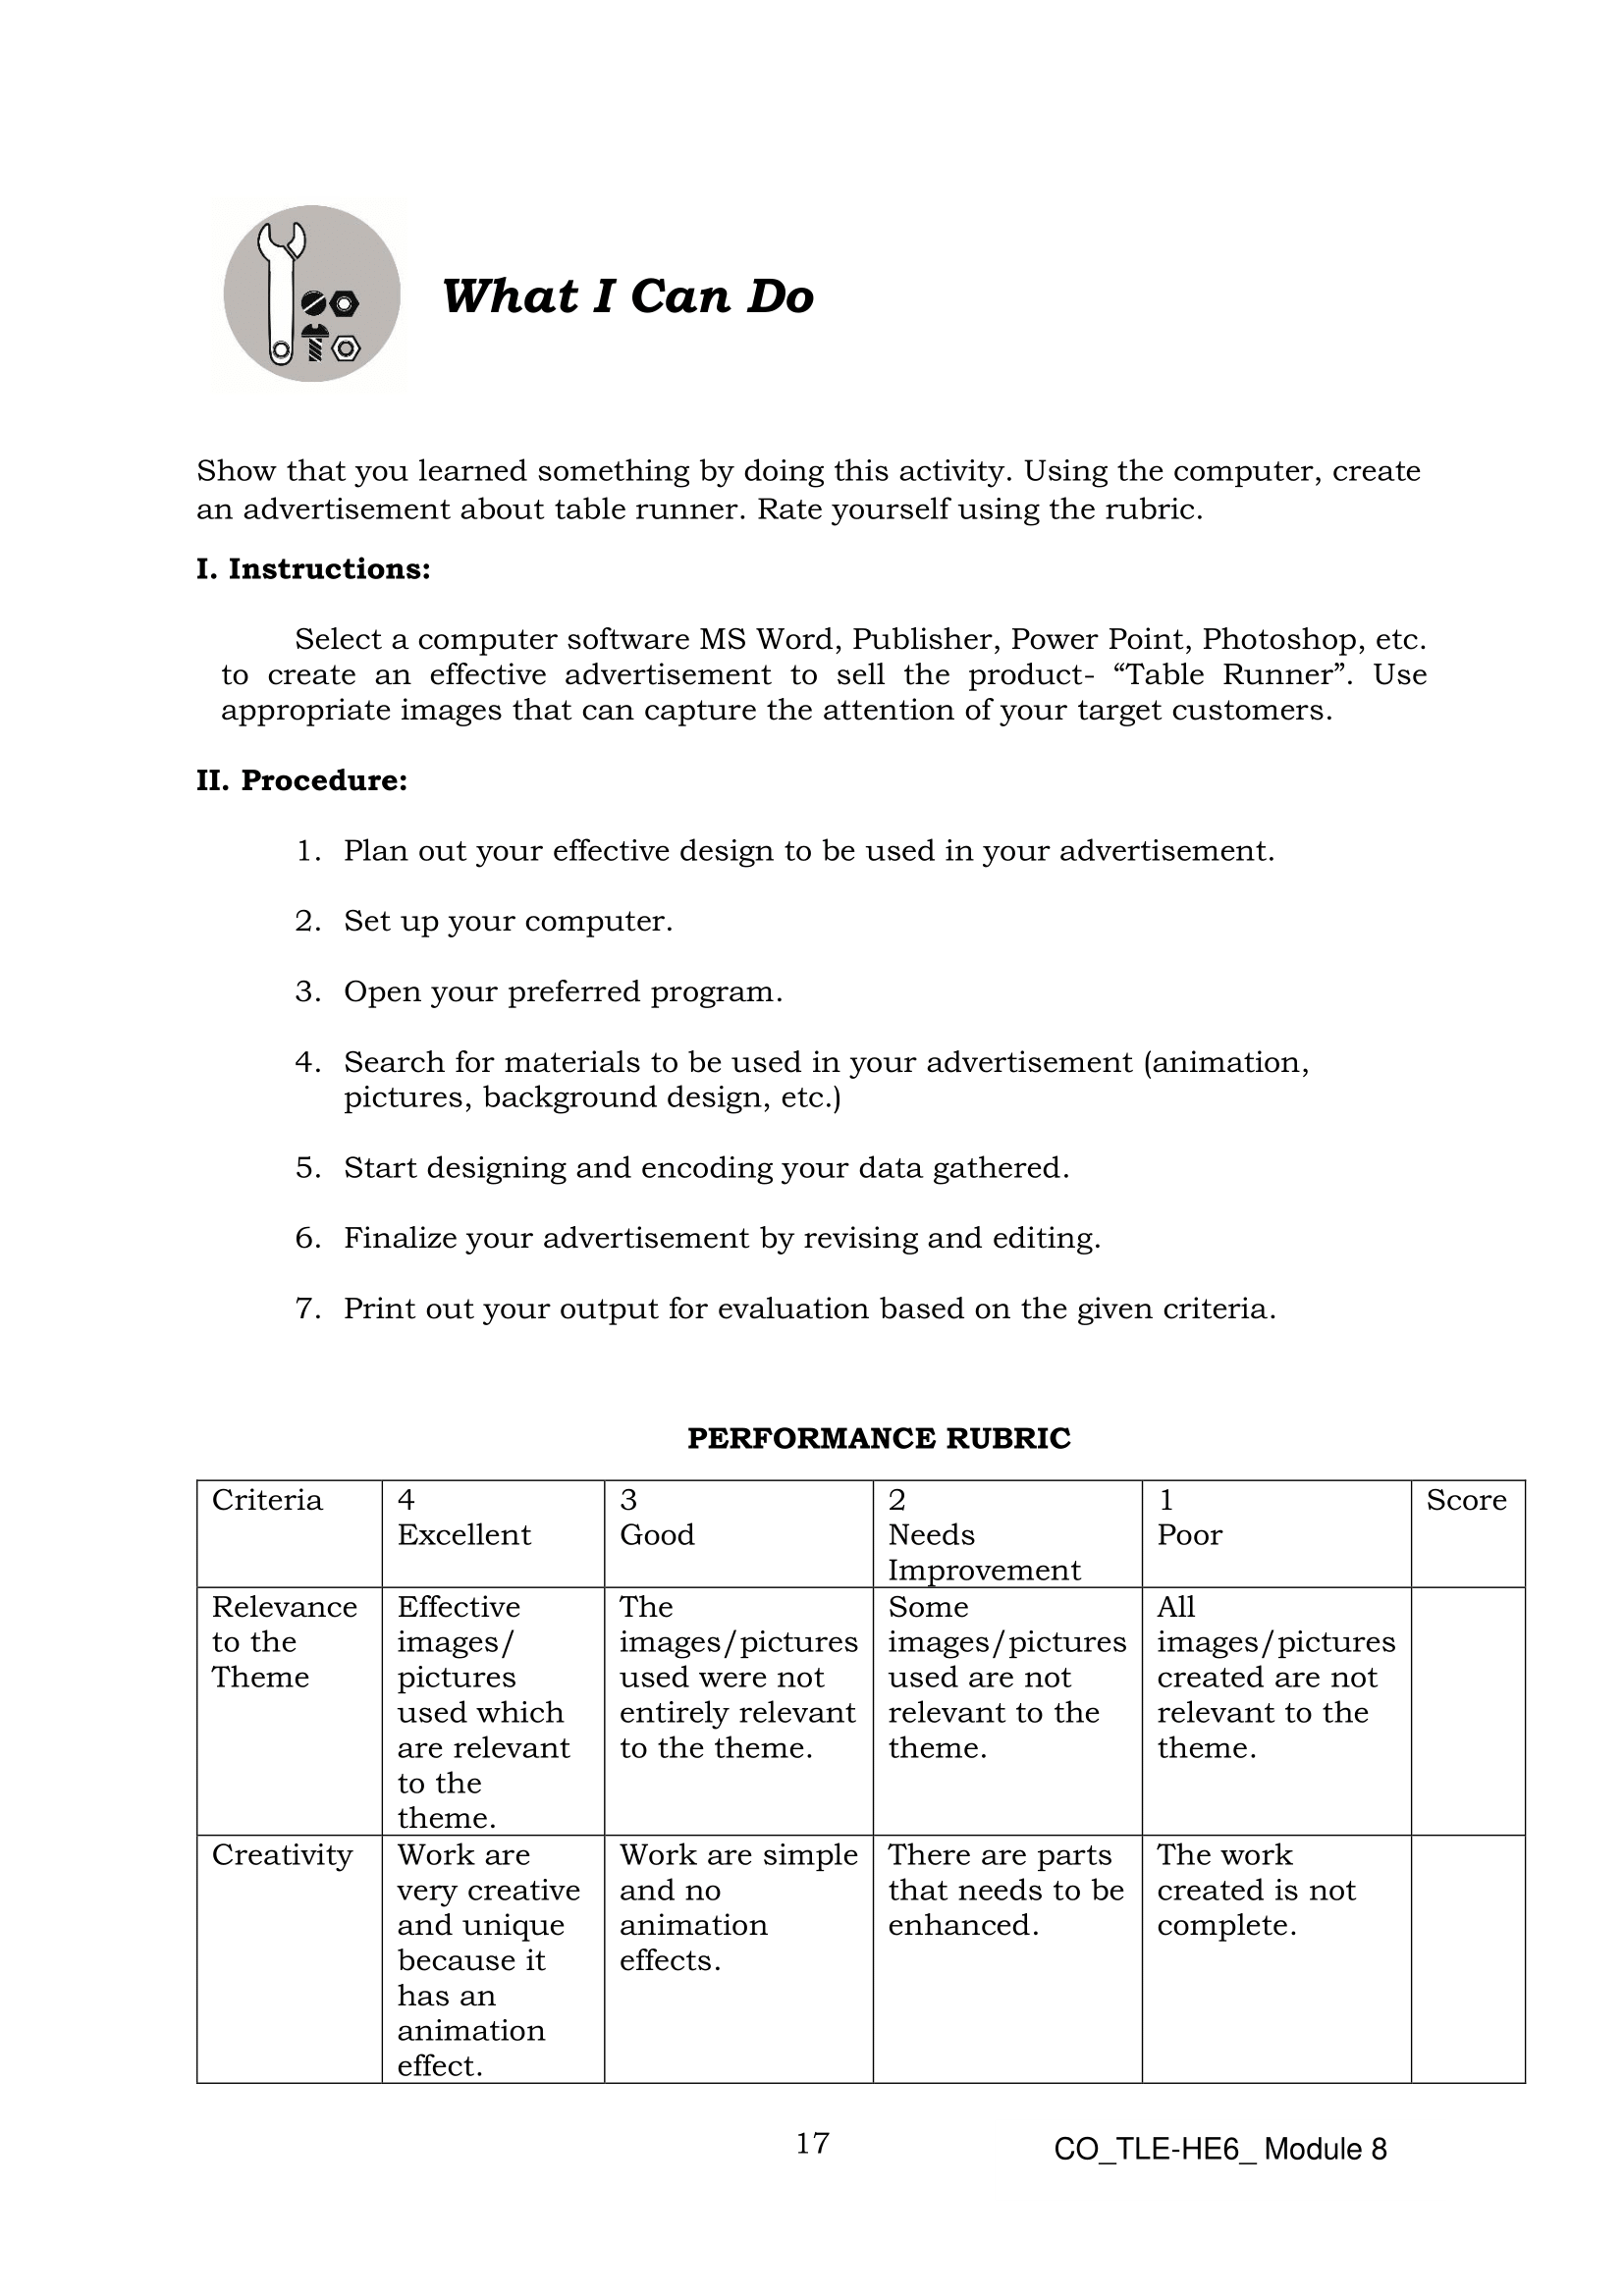 What I Can Do
Show that you learned something by doing this activity. Using the computer, create
an advertisement about table runner. Rate yourself using the rubric.
I. Instructions:
Select a computer software MS Word, Publisher, Power Point, Photoshop, etc.
to create an effective advertisement to sell the product- “Table Runner”. Use
appropriate images that can capture the attention of your target customers.
II. Procedure:
1. Plan out your effective design to be used in your advertisement.
2. Set up your computer.
3. Open your preferred program.
4. Search for materials to be used in your advertisement (animation,
pictures, background design, etc.)
5. Start designing and encoding your data gathered.
6. Finalize your advertisement by revising and editing.
7. Print out your output for evaluation based on the given criteria.
PERFORMANCE RUBRIC
Criteria
4
Excellent
3
Good
2
Needs
Improvement
1
Poor
Score
Relevance
to the
Theme
Effective
images/
pictures
used which
are relevant
to the
theme.
The
images/pictures
used were not
entirely relevant
to the theme.
Some
images/pictures
used are not
relevant to the
theme.
All
images/pictures
created are not
relevant to the
theme.
Creativity
Work are
very creative
and unique
because it
has an
animation
effect.
Work are simple
and no
animation
effects.
There are parts
that needs to be
enhanced.
The work
created is not
complete.
17
CO_TLE-HE6_ Module 8